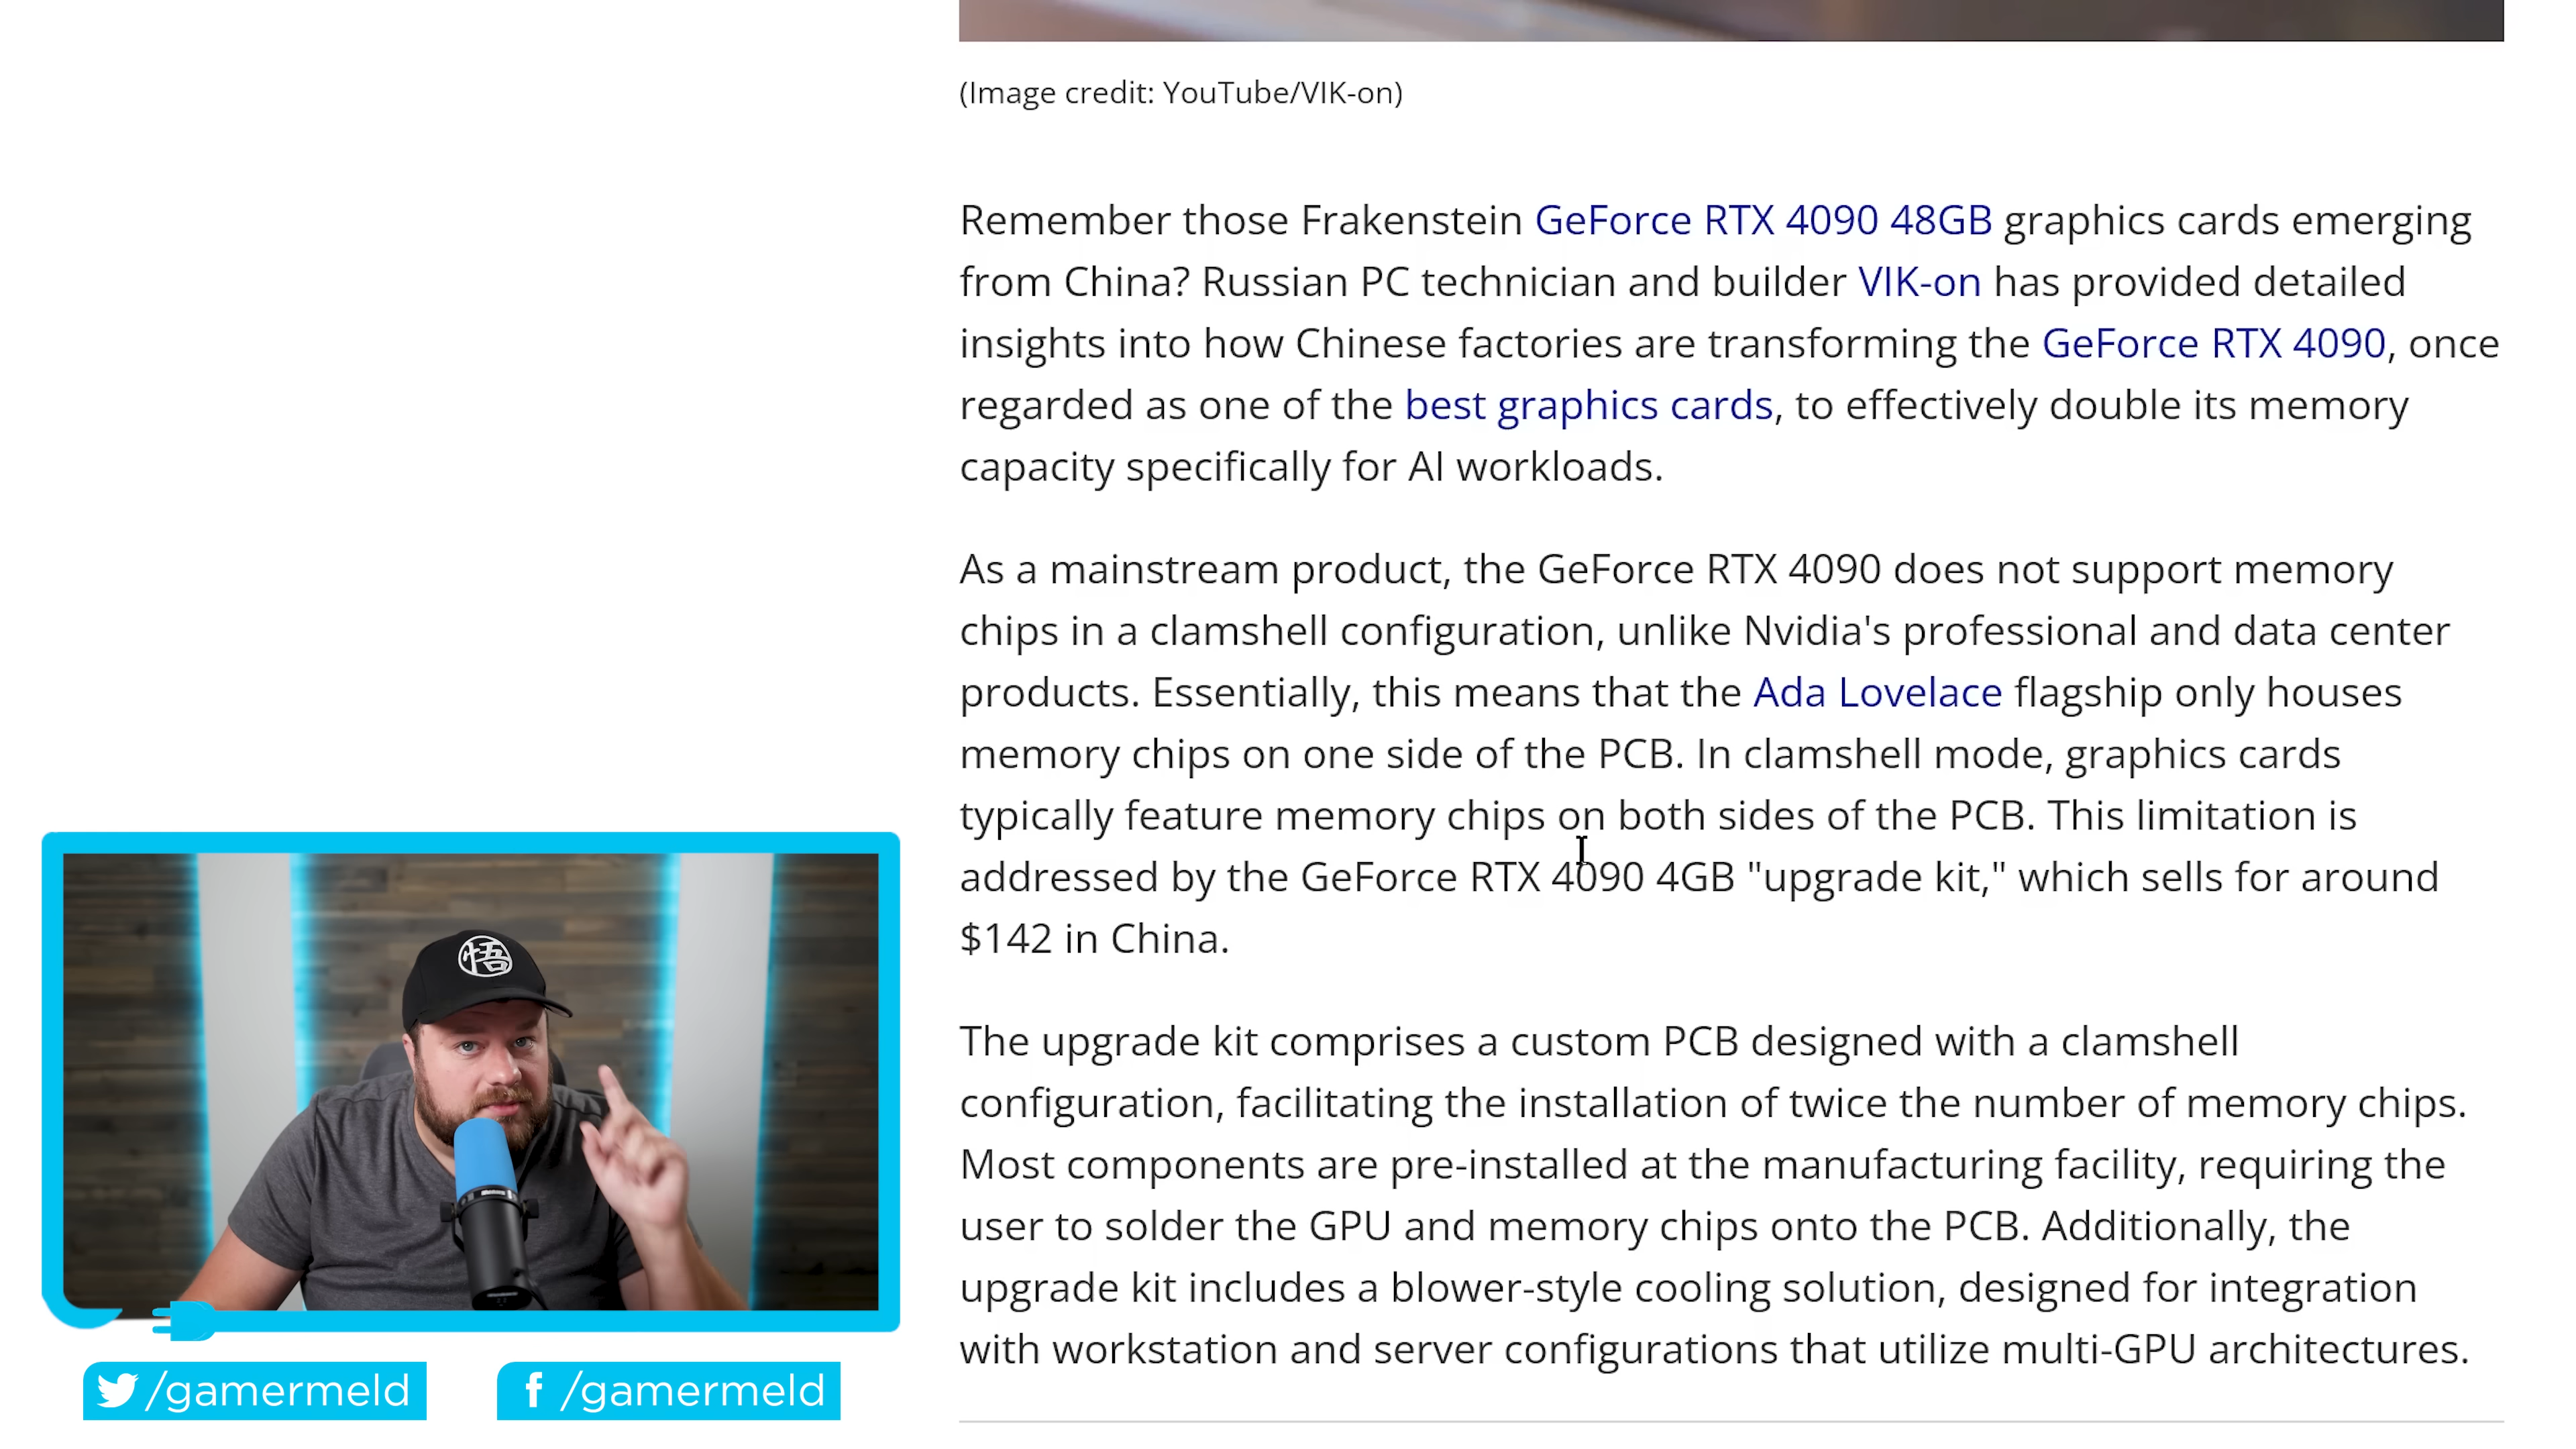 (Image credit: YouTube/VIK-on)
Remember those Frakenstein GeForce RTX 4090 48GB graphics cards emerging
from China? Russian PC technician and builder VIK-on has provided detailed
insights into how Chinese factories are transforming the GeForce RTX 4090, once
regarded as one of the best graphics cards, to effectively double its memory
capacity specifically for AI workloads.
As a mainstream product, the GeForce RTX 4090 does not support memory
chips in a clamshell configuration, unlike Nvidia's professional and data center
products. Essentially, this means that the Ada Lovelace flagship only houses
memory chips on one side of the PCB. In clamshell mode, graphics cards
typically feature memory chips on both sides of the PCB. This limitation is
addressed by the GeForce RTX 4090 4GB "upgrade kit," which sells for around
$142 in China.
The upgrade kit comprises a custom PCB designed with a clamshell
configuration, facilitating the installation of twice the number of memory chips.
Most components are pre-installed at the manufacturing facility, requiring the
user to solder the GPU and memory chips onto the PCB. Additionally, the
upgrade kit includes a blower-style cooling solution, designed for integration
with workstation and server configurations that utilize multi-GPU architectures.
悟
/gamermeld
/gamermeld